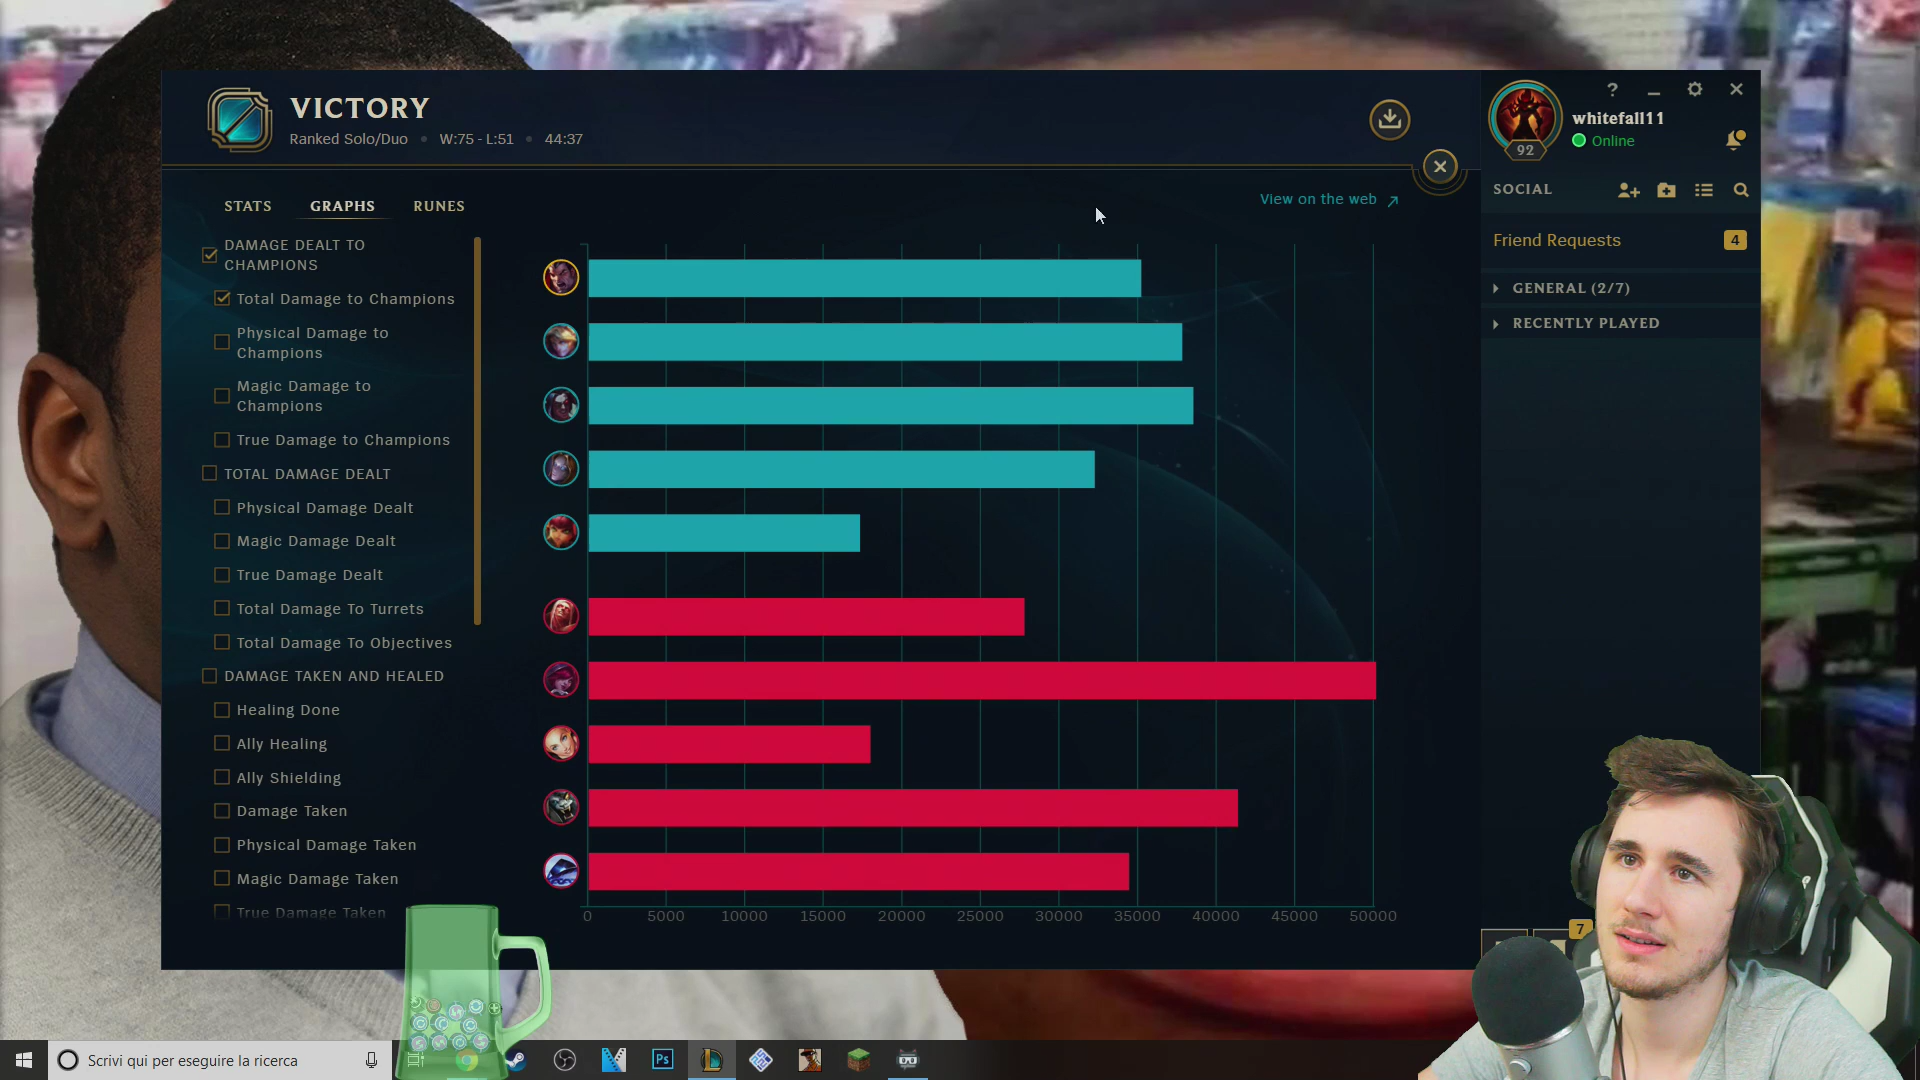 VICTORY
Ranked Solo/Duo • W:75 - L:51 • 44:37
?
whitefall11
Online
92
SOCIAL
Friend Requests 4
GENERAL (2/7)
RECENTLY PLAYED
STATS GRAPHS RUNES
View on the web
DAMAGE DEALT TO
CHAMPIONS
Total Damage to Champions
Physical Damage to
Champions
Magic Damage to
Champions
True Damage to Champions
TOTAL DAMAGE DEALT
Physical Damage Dealt
Magic Damage Dealt
True Damage Dealt
Total Damage To Turrets
Total Damage To Objectives
DAMAGE TAKEN AND HEALED
Healing Done
Ally Healing
Ally Shielding
Damage Taken
Physical Damage Taken
Magic Damage Taken
True Damage Taken
0 5000 10000 15000 20000 25000 30000 35000 40000 45000 50000
7
Scrivi qui per eseguire la ricerca
Ps